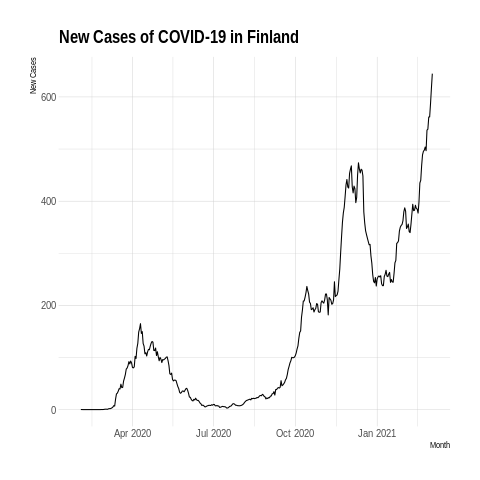 New Cases of COVID-19 in Finland
New Cases
600
400
200
0
Apr 2020 Jul 2020 Oct 2020 Jan 2021
Month